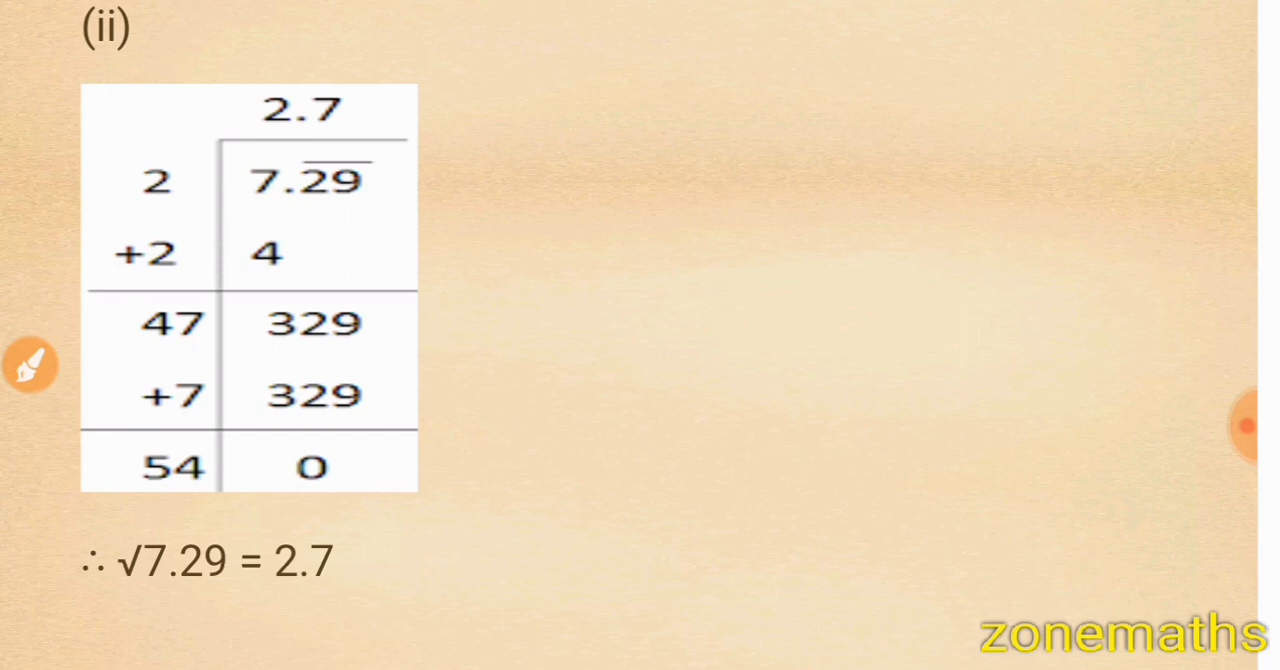 (ii)
2.7
2 7.29
+2 4
47 329
+7 329
54 0
∴ √7.29 = 2.7
zonemaths